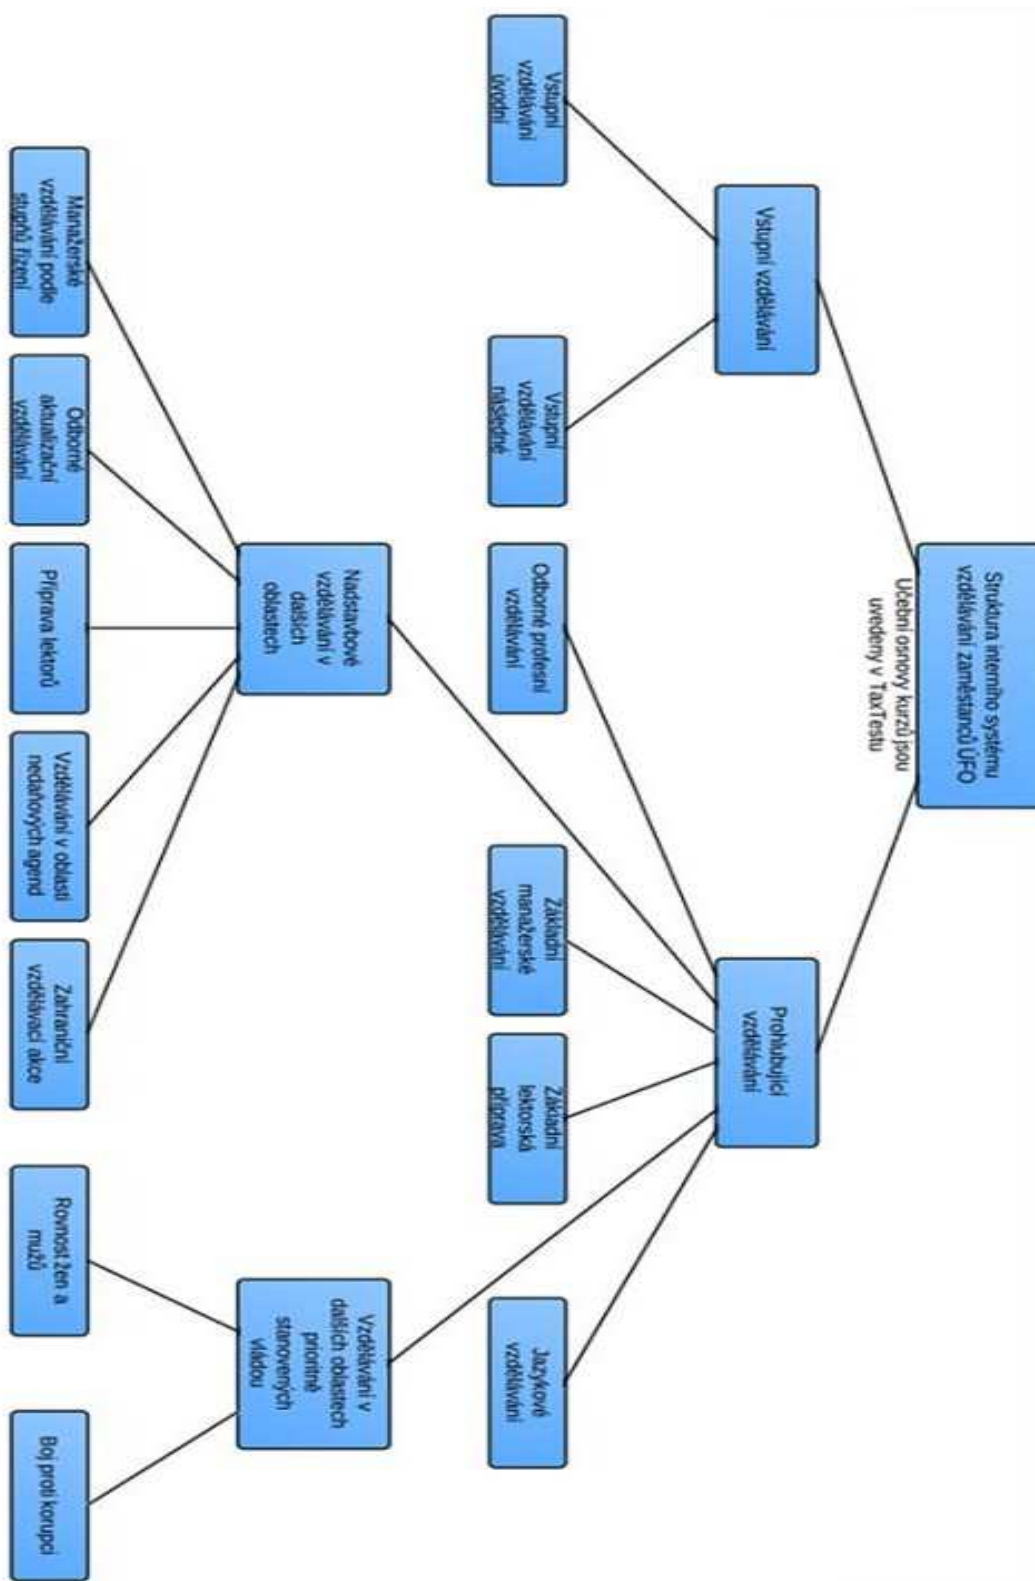 Struktura interního systému
vzdělávání zaměstanců ÚFO
Učební osnovy kurzů jsou
uvedeny v TaxTestu
Vstupní vzdělávání
Prohlubující
vzdělávání
Vstupní
vzdělávání
úvodní
Vstupní
vzdělávání
následné
Odborné profesní
vzdělávání
Základní
manažerské
vzdělávání
Základní
lektorská
příprava
Jazykové
vzdělávání
Nadstavbové
vzdělávání v
dalších
oblastech
Vzdělávání v
dalších oblastech
prioritně
stanovených
vládou
Manažerské
vzdělávání podle
stupňů řízení
Odborné
aktualizační
vzdělávání
Příprava lektorů
Vzdělávání v oblasti
nedaňových agend
Zahraniční
vzdělávací akce
Rovnost žen a
mužů
Boj proti korupci